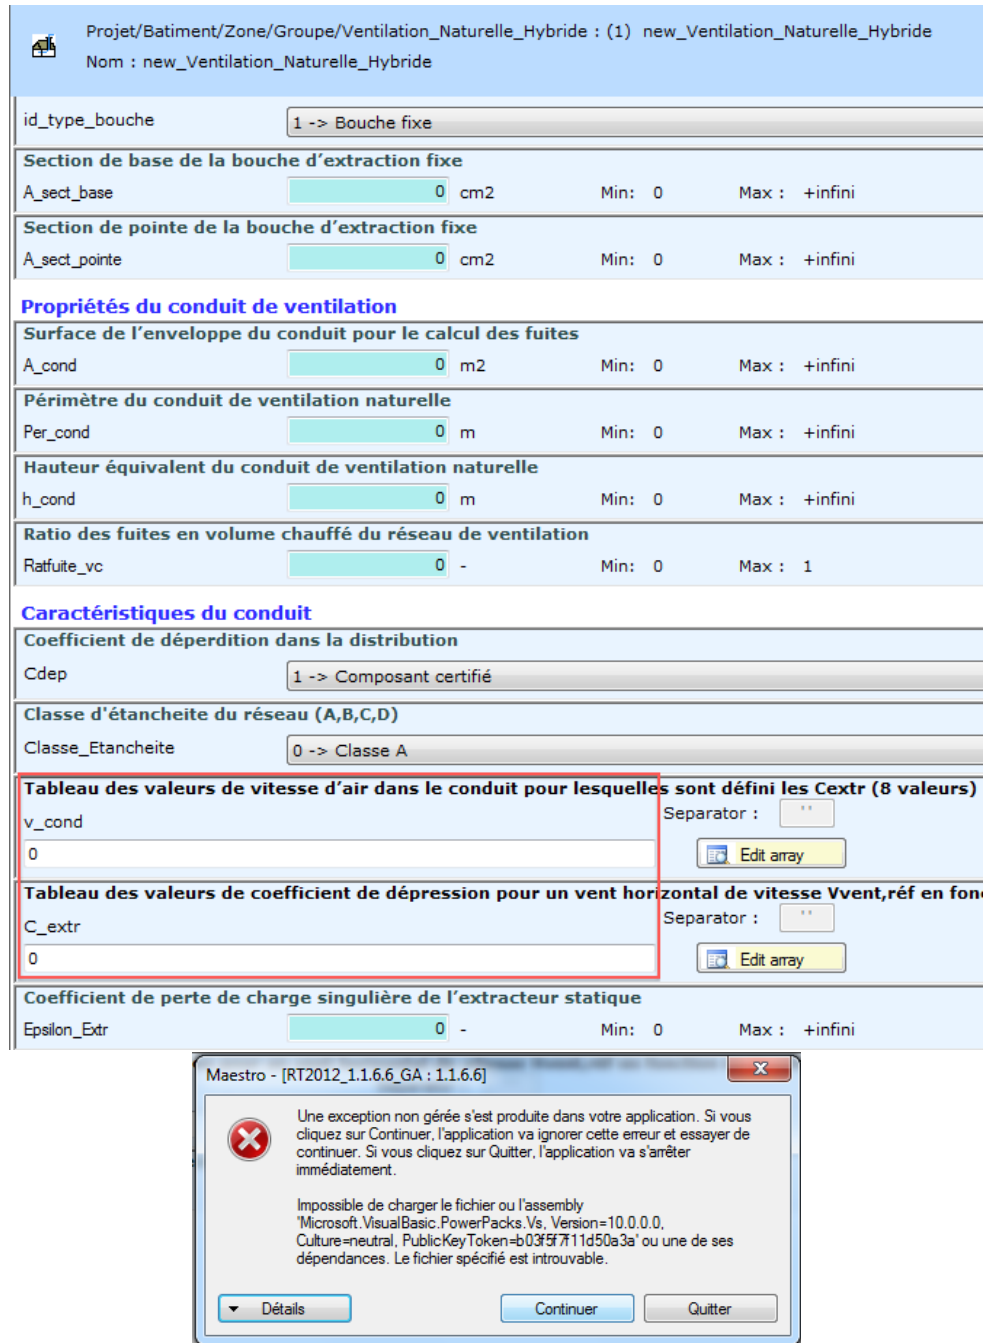 Projet/Batiment/Zone/Groupe/Ventilation_Naturelle_Hybride : (1) new_Ventilation_Naturelle_Hybride
Nom : new_Ventilation_Naturelle_Hybride
id_type_bouche 1 -> Bouche fixe
Section de base de la bouche d’extraction fixe
A_sect_base 0 cm2 Min: 0 Max : +infini
Section de pointe de la bouche d’extraction fixe
A_sect_pointe 0 cm2 Min: 0 Max : +infini
Propriétés du conduit de ventilation
Surface de l’enveloppe du conduit pour le calcul des fuites
A_cond 0 m2 Min: 0 Max : +infini
Périmètre du conduit de ventilation naturelle
Per_cond 0 m Min: 0 Max : +infini
Hauteur équivalent du conduit de ventilation naturelle
h_cond 0 m Min: 0 Max : +infini
Ratio des fuites en volume chauffé du réseau de ventilation
Ratfuite_vc 0 - Min: 0 Max : 1
Caractéristiques du conduit
Coefficient de déperdition dans la distribution
Cdep 1 -> Composant certifié
Classe d'étancheite du réseau (A,B,C,D)
Classe_Etancheite 0 -> Classe A
Tableau des valeurs de vitesse d’air dans le conduit pour lesquelles sont défini les Cextr (8 valeurs)
Separator : ' '
v_cond
0 Edit array
Tableau des valeurs de coefficient de dépression pour un vent horizontal de vitesse Vvent,réf en fonc
Separator : ' '
C_extr
0 Edit array
Coefficient de perte de charge singulière de l’extracteur statique
Epsilon_Extr 0 - Min: 0 Max : +infini
Maestro - [RT2012_1.1.6.6_GA : 1.1.6.6]
Une exception non gérée s'est produite dans votre application. Si vous
cliquez sur Continuer, l'application va ignorer cette erreur et essayer de
continuer. Si vous cliquez sur Quitter, l'application va s'arrêter
immédiatement.
Impossible de charger le fichier ou l'assembly
'Microsoft.VisualBasic.PowerPacks.Vs, Version=10.0.0.0,
Culture=neutral, PublicKeyToken=b03f5f7f11d50a3a' ou une de ses
dépendances. Le fichier spécifié est introuvable.
Détails Continuer Quitter